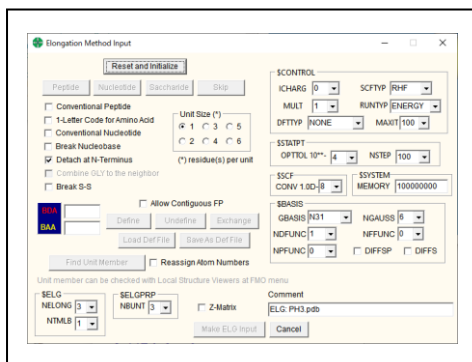 Elongation Method Input
Reset and Initialize
Peptide Nucleotide Saccharide Skip
Conventional Peptide
1-Letter Code for Amino Acid
Conventional Nucleotide
Break Nucleobase
Detach at N-Terminus
Combine GLY to the neighbor
Break S-S
Unit Size (*)
1 3 5
2 4 6
(*) residue(s) per unit
BDA
BAA
Allow Contiguous FP
Define Undefine Exchange
Load Def File Save As Def File
Find Unit Member Reassign Atom Numbers
Unit member can be checked with Local Structure Viewers at FMO menu
$ELG
NELONG 3
NTMLB 1
$ELGPRP
NBUNT 3
Z-Matrix
Make ELG Input Cancel
$CONTROL
ICHARG 0 SCFTYP RHF
MULT 1 RUNTYP ENERGY
DFTTYP NONE MAXIT 100
$STATPT
OPTTOL 10**- 4 NSTEP 100
$SCF
CONV 1.0D- 8
$SYSTEM
MEMORY 100000000
$BASIS
GBASIS N31 NGAUSS 6
NDFUNC 1 NFFUNC 0
NPFUNC 0 DIFFSP DIFFS
Comment
ELG: PH3.pdb